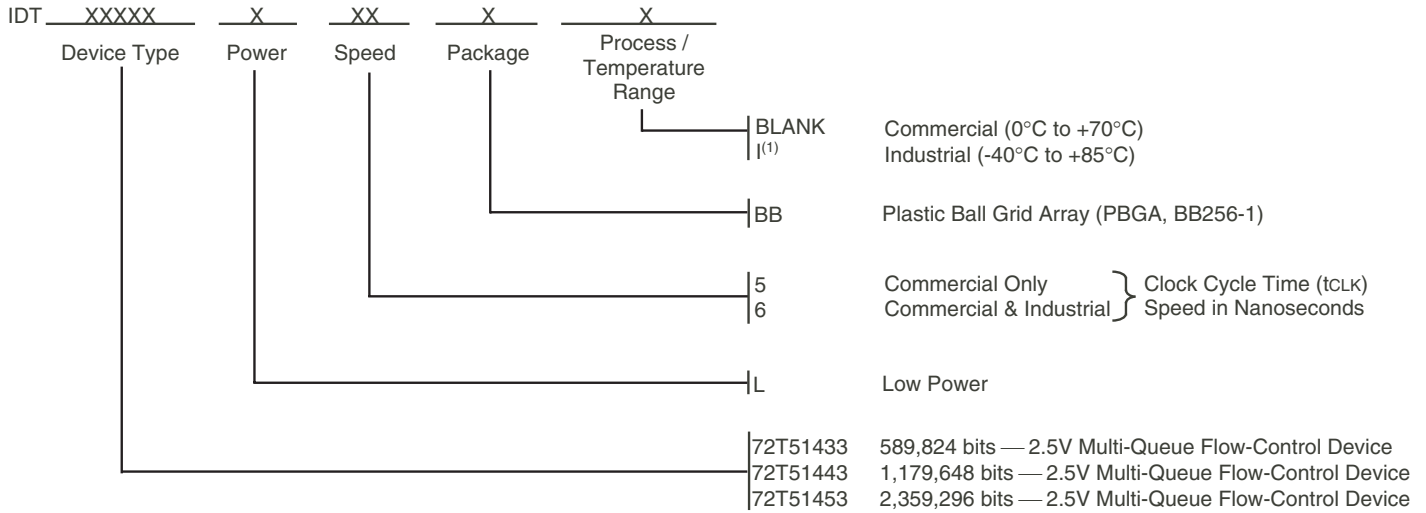 IDT XXXXX X XX X X
Device Type Power Speed Package Process /
Temperature
Range
BLANK Commercial (0°C to +70°C)
I(1) Industrial (-40°C to +85°C)
BB Plastic Ball Grid Array (PBGA, BB256-1)
5 Commercial Only Clock Cycle Time (tCLK)
6 Commercial & Industrial Speed in Nanoseconds
L Low Power
72T51433 589,824 bits — 2.5V Multi-Queue Flow-Control Device
72T51443 1,179,648 bits — 2.5V Multi-Queue Flow-Control Device
72T51453 2,359,296 bits — 2.5V Multi-Queue Flow-Control Device